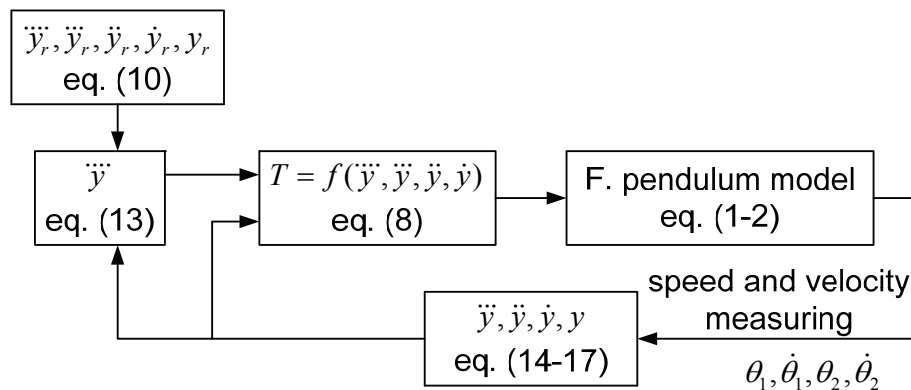 y⃜_r, y⃛_r, ÿ_r, ẏ_r, y_r
eq. (10)
y⃜
eq. (13)
T = f(y⃜, y⃛, ÿ, ẏ)
eq. (8)
F. pendulum model
eq. (1-2)
speed and velocity
measuring
θ₁, θ̇₁, θ₂, θ̇₂
y⃛, ÿ, ẏ, y
eq. (14-17)